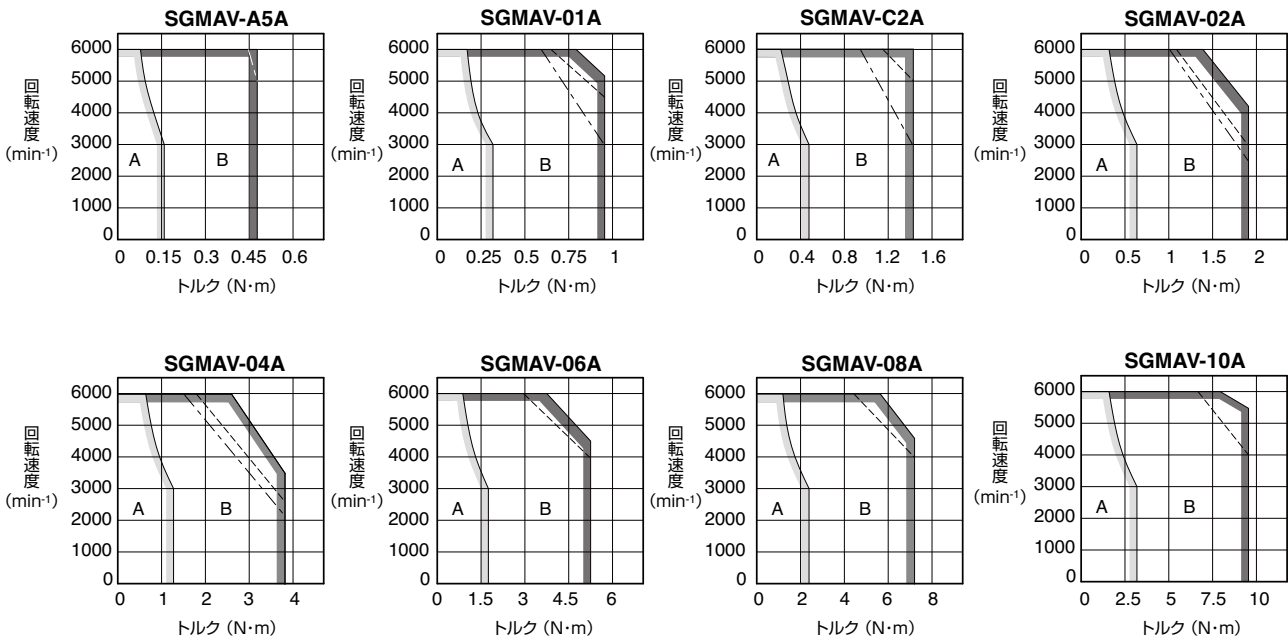 SGMAV-A5A
6000
5000
4000
3000
2000
1000
0
回転速度
(min-1)
A
B
0 0.15 0.3 0.45 0.6
トルク (N・m)
SGMAV-01A
6000
5000
4000
3000
2000
1000
0
回転速度
(min-1)
A
B
0 0.25 0.5 0.75 1
トルク (N・m)
SGMAV-C2A
6000
5000
4000
3000
2000
1000
0
回転速度
(min-1)
A
B
0 0.4 0.8 1.2 1.6
トルク (N・m)
SGMAV-02A
6000
5000
4000
3000
2000
1000
0
回転速度
(min-1)
A
B
0 0.5 1 1.5 2
トルク (N・m)
SGMAV-04A
6000
5000
4000
3000
2000
1000
0
回転速度
(min-1)
A
B
0 1 2 3 4
トルク (N・m)
SGMAV-06A
6000
5000
4000
3000
2000
1000
0
回転速度
(min-1)
A
B
0 1.5 3 4.5 6
トルク (N・m)
SGMAV-08A
6000
5000
4000
3000
2000
1000
0
回転速度
(min-1)
A
B
0 2 4 6 8
トルク (N・m)
SGMAV-10A
6000
5000
4000
3000
2000
1000
0
回転速度
(min-1)
A
B
0 2.5 5 7.5 10
トルク (N・m)